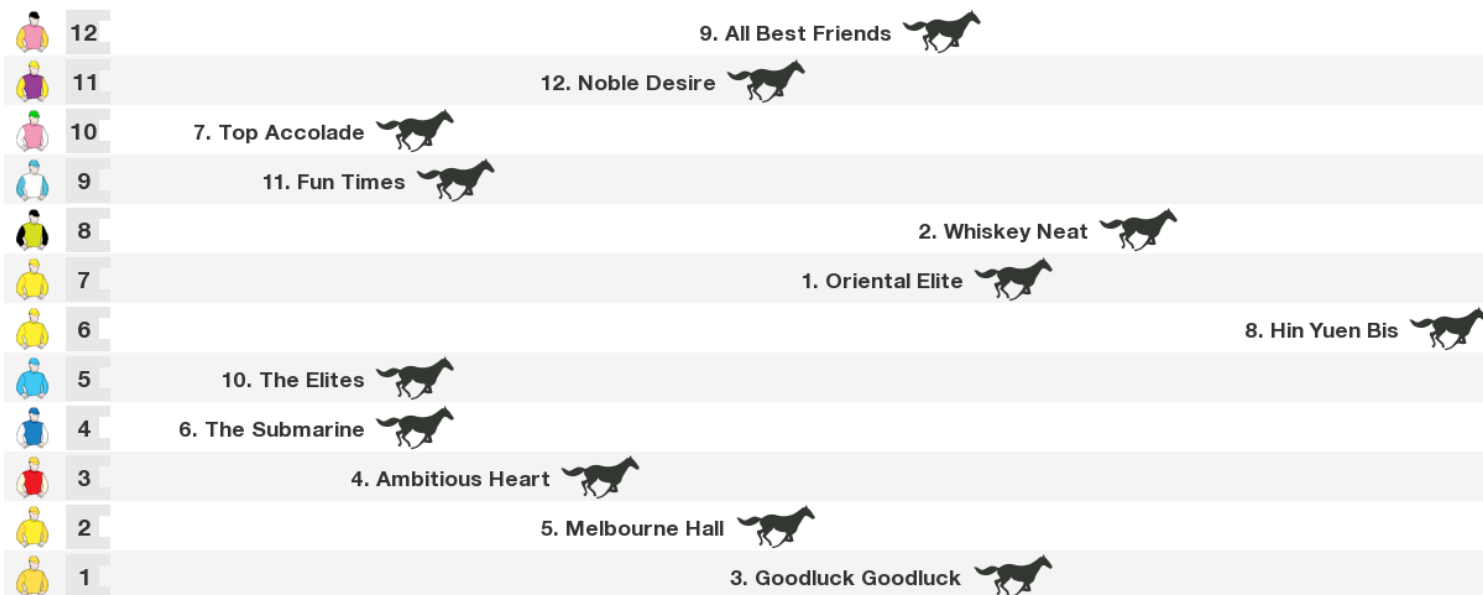 12 9. All Best Friends
11 12. Noble Desire
10 7. Top Accolade
9 11. Fun Times
8 2. Whiskey Neat
7 1. Oriental Elite
6 8. Hin Yuen Bis
5 10. The Elites
4 6. The Submarine
3 4. Ambitious Heart
2 5. Melbourne Hall
1 3. Goodluck Goodluck